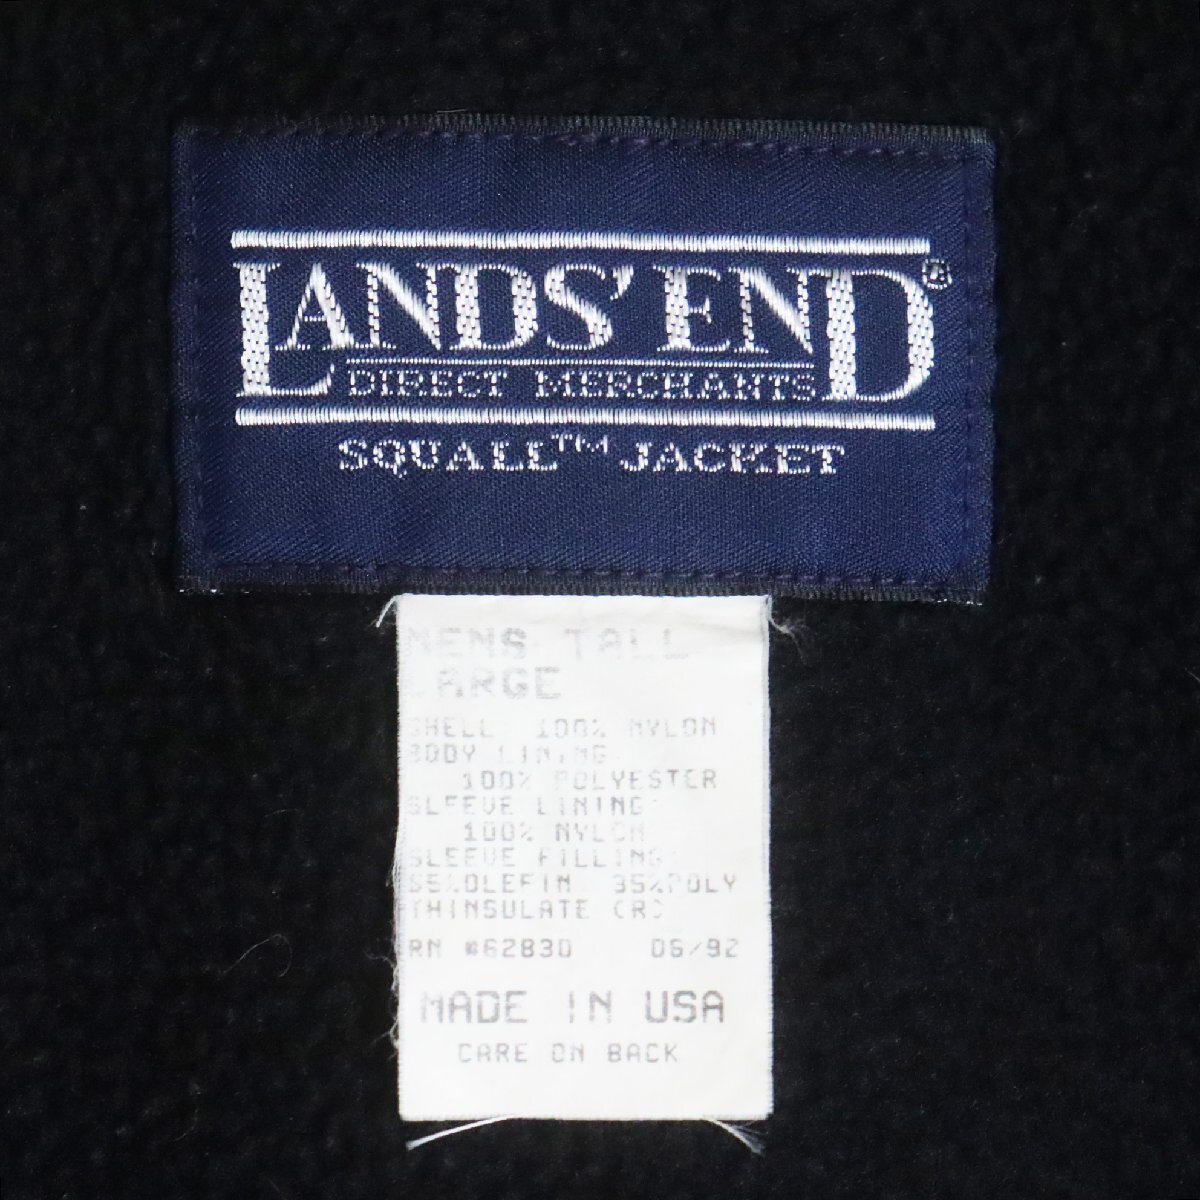 LANDS' END®
DIRECT MERCHANTS
SQUALL™ JACKET
MENS-TALL
LARGE
SHELL: 100% NYLON
BODY LINING:
100% POLYESTER
SLEEVE LINING:
100% NYLON
SLEEVE FILLING:
65%OLEFIN 35%POLY
THINSULATE (R)
RN #62830 06/92
MADE IN USA
CARE ON BACK